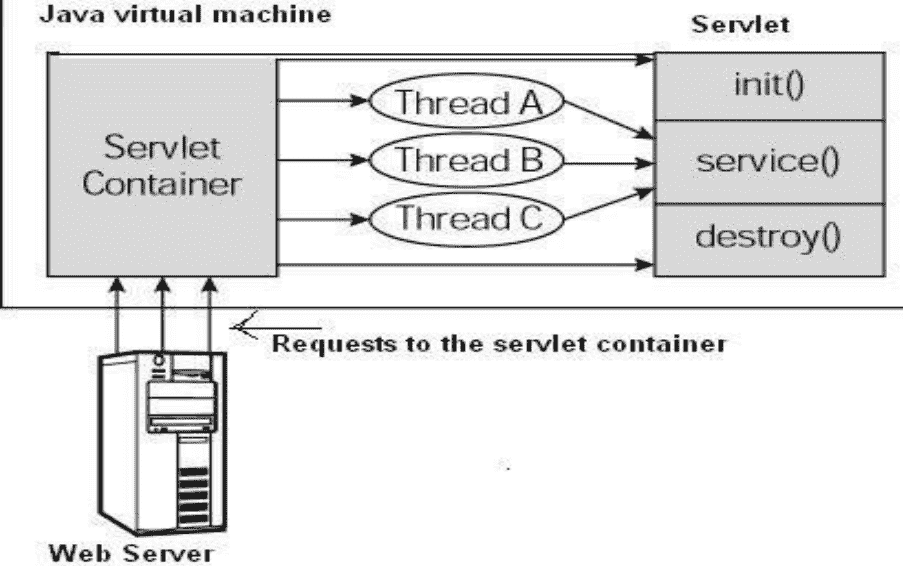 Java virtual machine
Servlet
init()
Thread A
Servlet
Container
Thread B
service()
Thread C
destroy()
Requests to the servlet container
Web Server